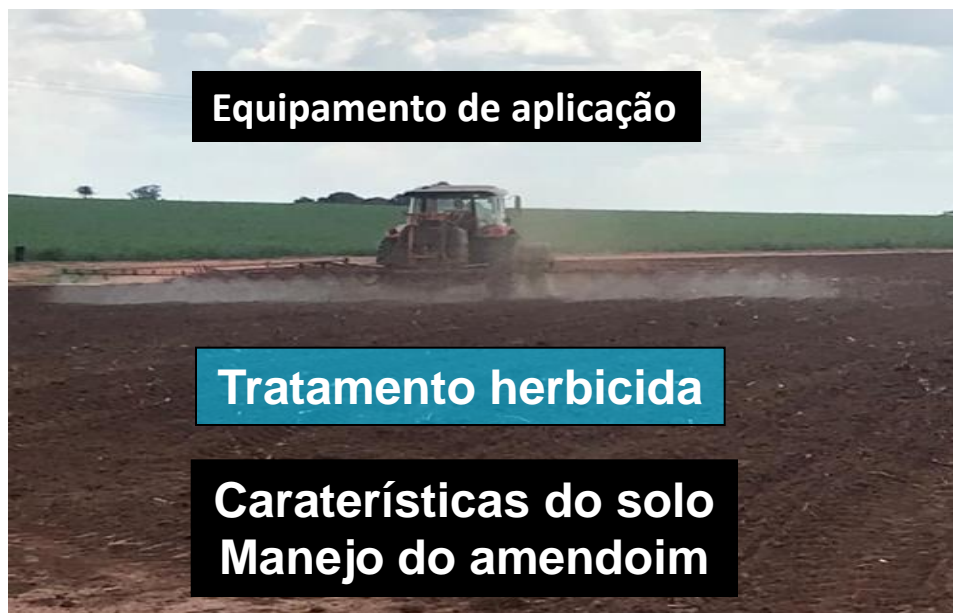 Equipamento de aplicação
Tratamento herbicida
Caraterísticas do solo
Manejo do amendoim